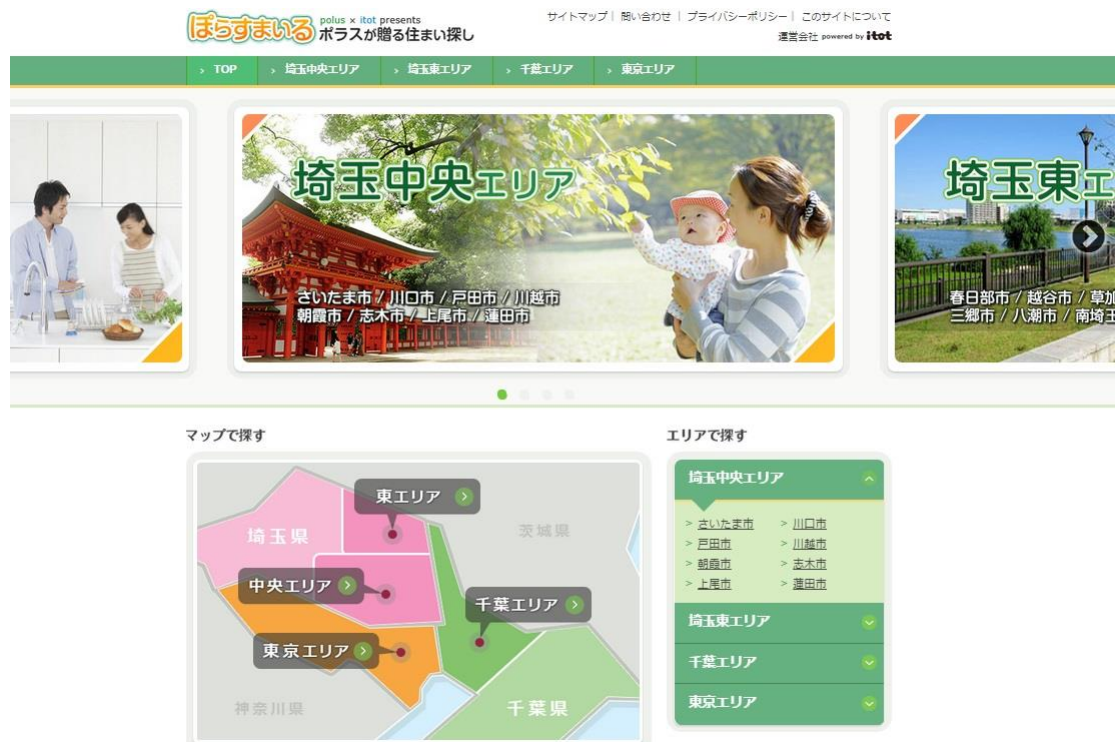 ぽらすまいる
polus × itot presents
ポラスが贈る住まい探し
サイトマップ | 問い合わせ | プライバシーポリシー | このサイトについて
運営会社 powered by itot
TOP
埼玉中央エリア
埼玉東エリア
千葉エリア
東京エリア
埼玉中央エリア
さいたま市 / 川口市 / 戸田市 / 川越市
朝霞市 / 志木市 / 上尾市 / 蓮田市
埼玉東エ
春日部市 / 越谷市 / 草加
三郷市 / 八潮市 / 南埼玉
マップで探す
東エリア
埼玉県
茨城県
中央エリア
千葉エリア
東京エリア
神奈川県
千葉県
エリアで探す
埼玉中央エリア
> さいたま市 > 川口市
> 戸田市 > 川越市
> 朝霞市 > 志木市
> 上尾市 > 蓮田市
埼玉東エリア
千葉エリア
東京エリア